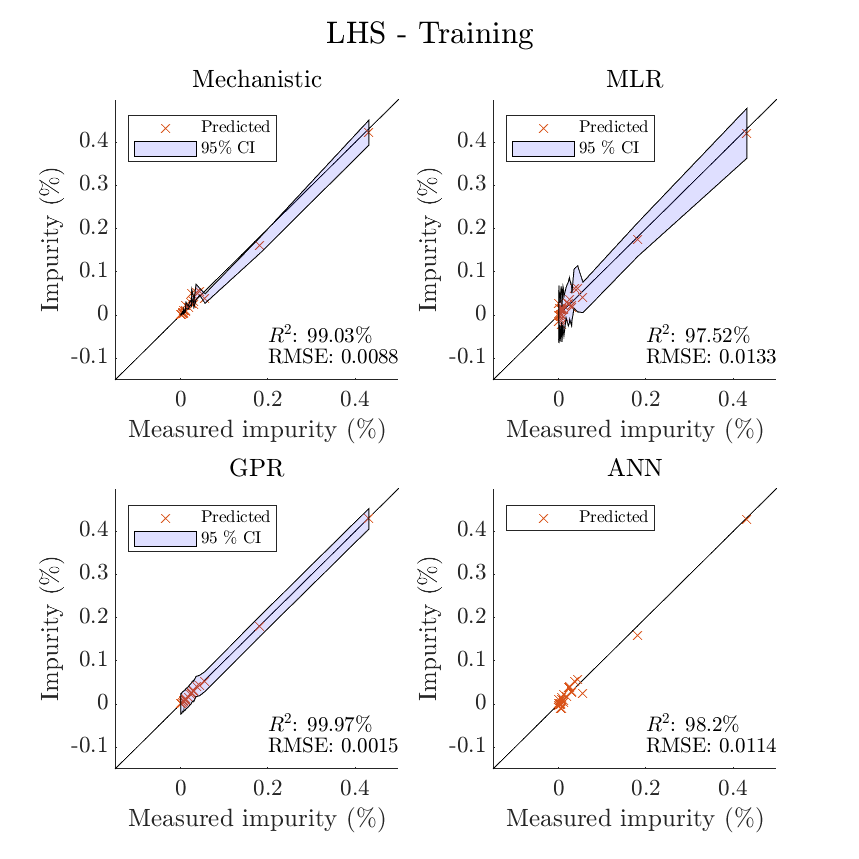 LHS - Training
Mechanistic
Predicted
95% CI
Impurity (%)
0.4
0.3
0.2
0.1
0
-0.1
R²: 99.03%
RMSE: 0.0088
0 0.2 0.4
Measured impurity (%)
MLR
Predicted
95 % CI
Impurity (%)
0.4
0.3
0.2
0.1
0
-0.1
R²: 97.52%
RMSE: 0.0133
0 0.2 0.4
Measured impurity (%)
GPR
Predicted
95 % CI
Impurity (%)
0.4
0.3
0.2
0.1
0
-0.1
R²: 99.97%
RMSE: 0.0015
0 0.2 0.4
Measured impurity (%)
ANN
Predicted
Impurity (%)
0.4
0.3
0.2
0.1
0
-0.1
R²: 98.2%
RMSE: 0.0114
0 0.2 0.4
Measured impurity (%)